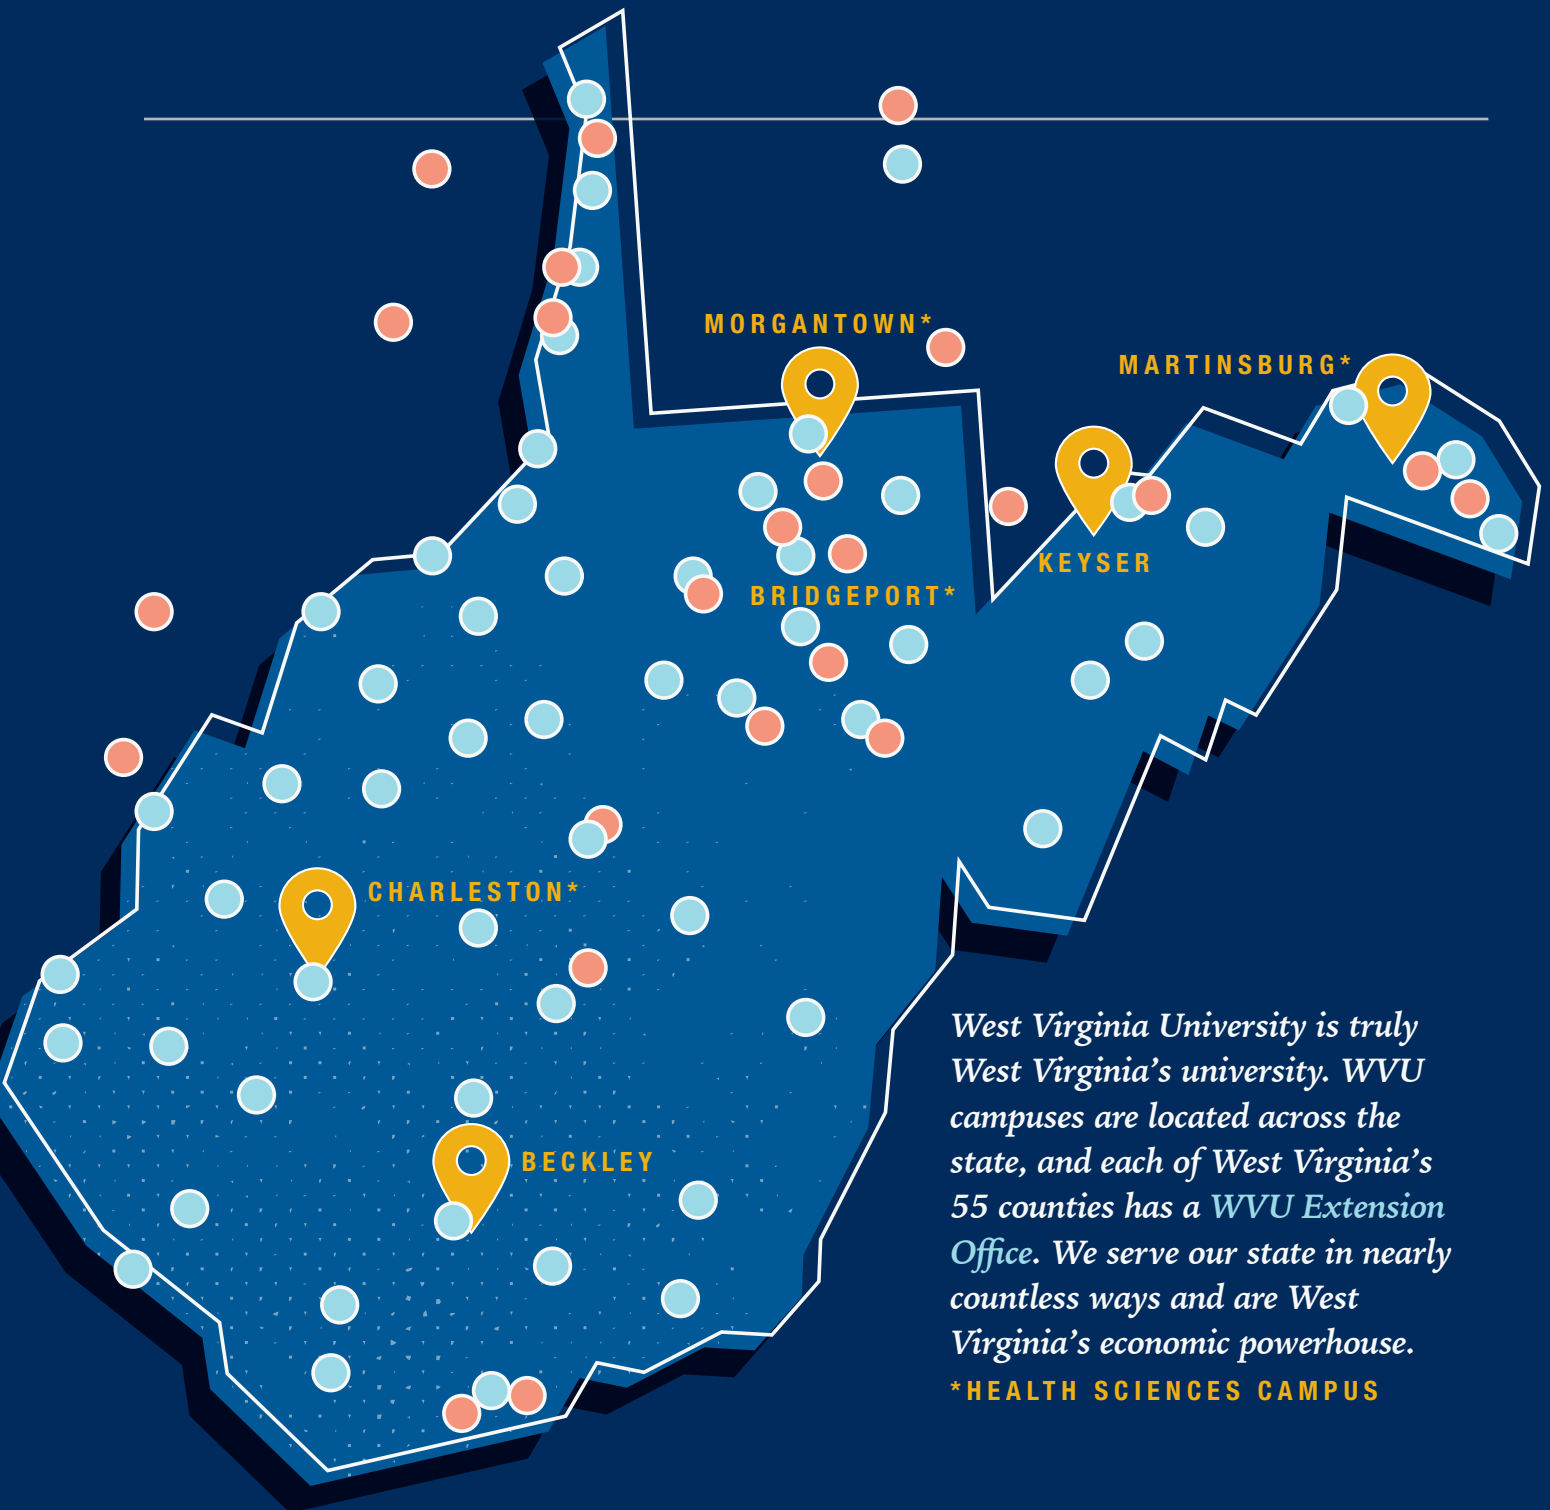 MORGANTOWN*
MARTINSBURG*
KEYSER
BRIDGEPORT*
CHARLESTON*
BECKLEY
West Virginia University is truly
West Virginia’s university. WVU
campuses are located across the
state, and each of West Virginia’s
55 counties has a WVU Extension
Office. We serve our state in nearly
countless ways and are West
Virginia’s economic powerhouse.
*HEALTH SCIENCES CAMPUS